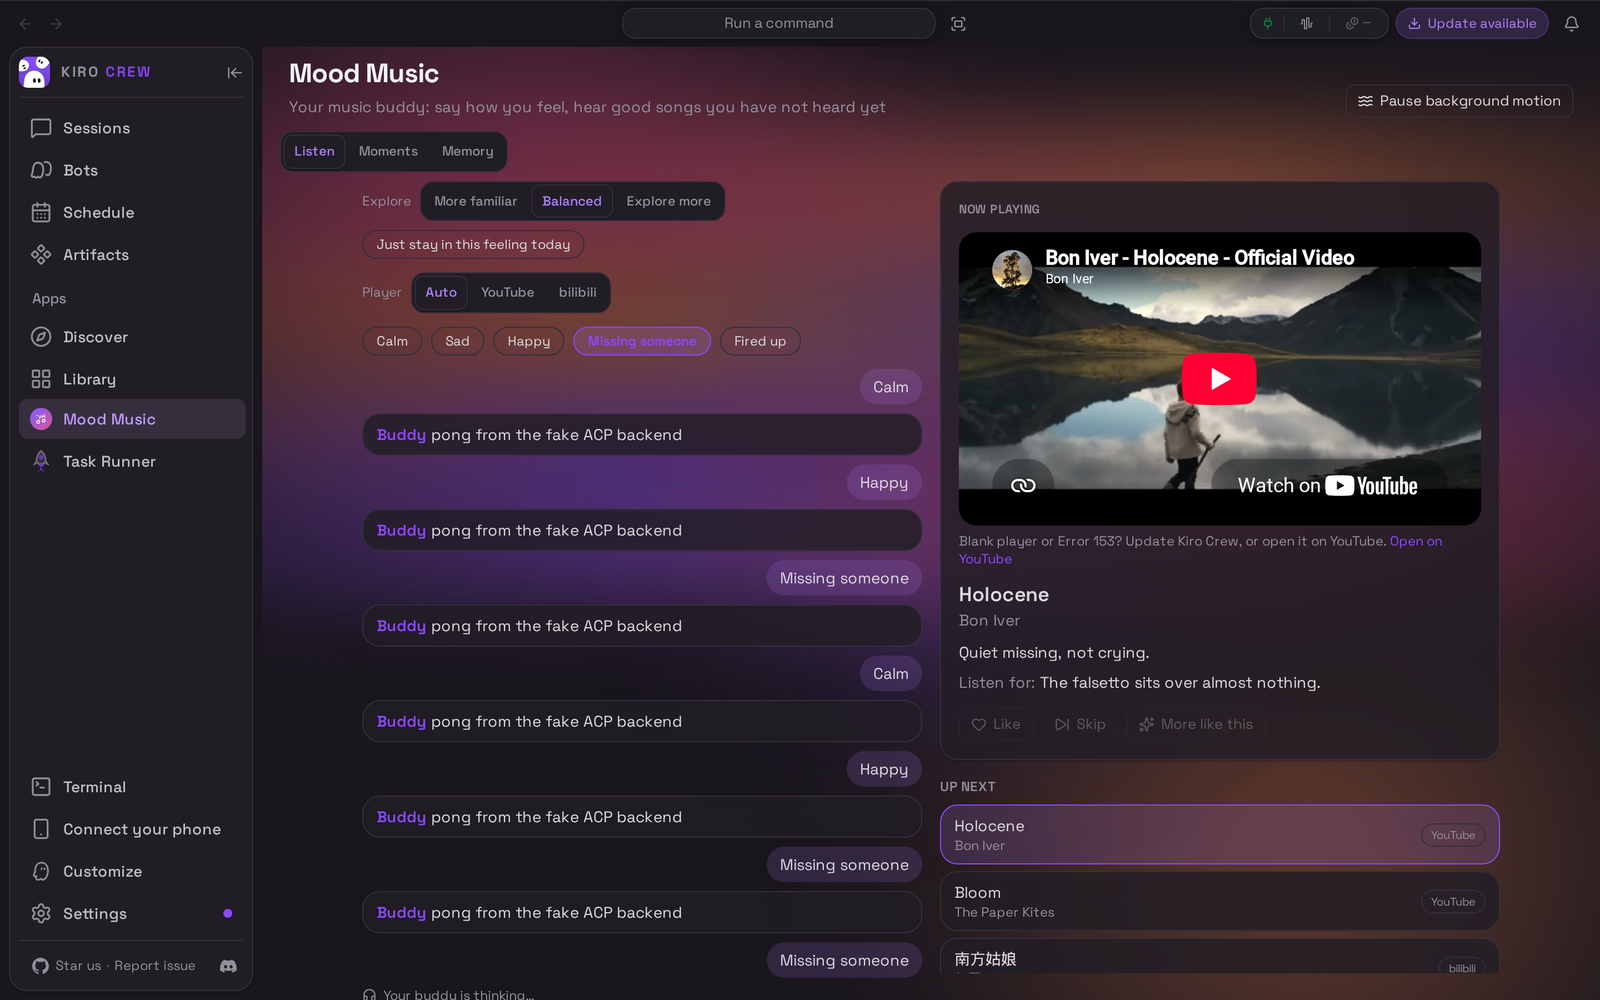 Run a command
Update available
KIRO CREW
Sessions
Bots
Schedule
Artifacts
Apps
Discover
Library
Mood Music
Task Runner
Terminal
Connect your phone
Customize
Settings
Star us · Report issue
Mood Music
Your music buddy: say how you feel, hear good songs you have not heard yet
Pause background motion
Listen Moments Memory
Explore More familiar Balanced Explore more
Just stay in this feeling today
Player Auto YouTube bilibili
Calm Sad Happy Missing someone Fired up
Calm
Buddy pong from the fake ACP backend
Happy
Buddy pong from the fake ACP backend
Missing someone
Buddy pong from the fake ACP backend
Calm
Buddy pong from the fake ACP backend
Happy
Buddy pong from the fake ACP backend
Missing someone
Buddy pong from the fake ACP backend
Missing someone
Your buddy is thinking...
NOW PLAYING
Bon Iver - Holocene - Official Video
Bon Iver
Watch on YouTube
Blank player or Error 153? Update Kiro Crew, or open it on YouTube. Open on
YouTube
Holocene
Bon Iver
Quiet missing, not crying.
Listen for: The falsetto sits over almost nothing.
Like Skip More like this
UP NEXT
Holocene
Bon Iver
YouTube
Bloom
The Paper Kites
YouTube
南方姑娘
bilibili